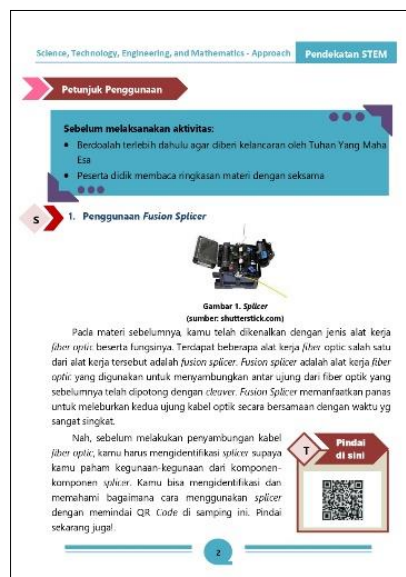 Science, Technology, Engineering, and Mathematics - Approach
Pendekatan STEM
Petunjuk Penggunaan
Sebelum melaksanakan aktivitas:
• Berdoalah terlebih dahulu agar diberi kelancaran oleh Tuhan Yang Maha
Esa
• Peserta didik membaca ringkasan materi dengan seksama
S
1. Penggunaan Fusion Splicer
Gambar 1. Splicer
(sumber: shutterstick.com)
Pada materi sebelumnya, kamu telah dikenalkan dengan jenis alat kerja
fiber optic beserta fungsinya. Terdapat beberapa alat kerja fiber optic salah satu
dari alat kerja tersebut adalah fusion splicer. Fusion splicer adalah alat kerja fiber
optic yang digunakan untuk menyambungkan antar ujung dari fiber optik yang
sebelumnya telah dipotong dengan cleaver. Fusion Splicer memanfaatkan panas
untuk meleburkan kedua ujung kabel optik secara bersamaan dengan waktu yg
sangat singkat.
Nah, sebelum melakukan penyambungan kabel
fiber optic, kamu harus mengidentifikasi splicer supaya
kamu paham kegunaan-kegunaan dari komponen-
komponen splicer. Kamu bisa mengidentifikasi dan
memahami bagaimana cara menggunakan splicer
dengan memindai QR Code di samping ini. Pindai
sekarang juga!.
T
Pindai
di sini
2